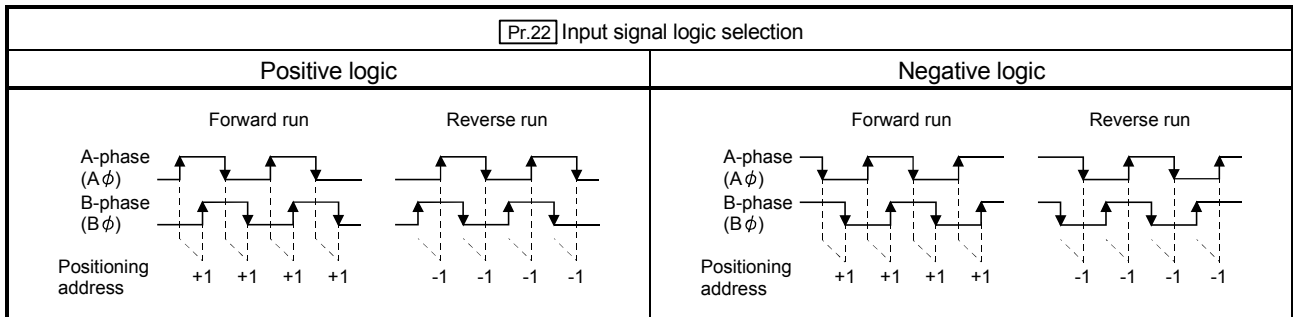 Pr.22 Input signal logic selection
Positive logic
Negative logic
Forward run
Reverse run
A-phase
(Aϕ)
B-phase
(Bϕ)
Positioning
address
+1 +1 +1 +1
-1 -1 -1 -1
Forward run
Reverse run
A-phase
(Aϕ)
B-phase
(Bϕ)
Positioning
address
+1 +1 +1 +1
-1 -1 -1 -1